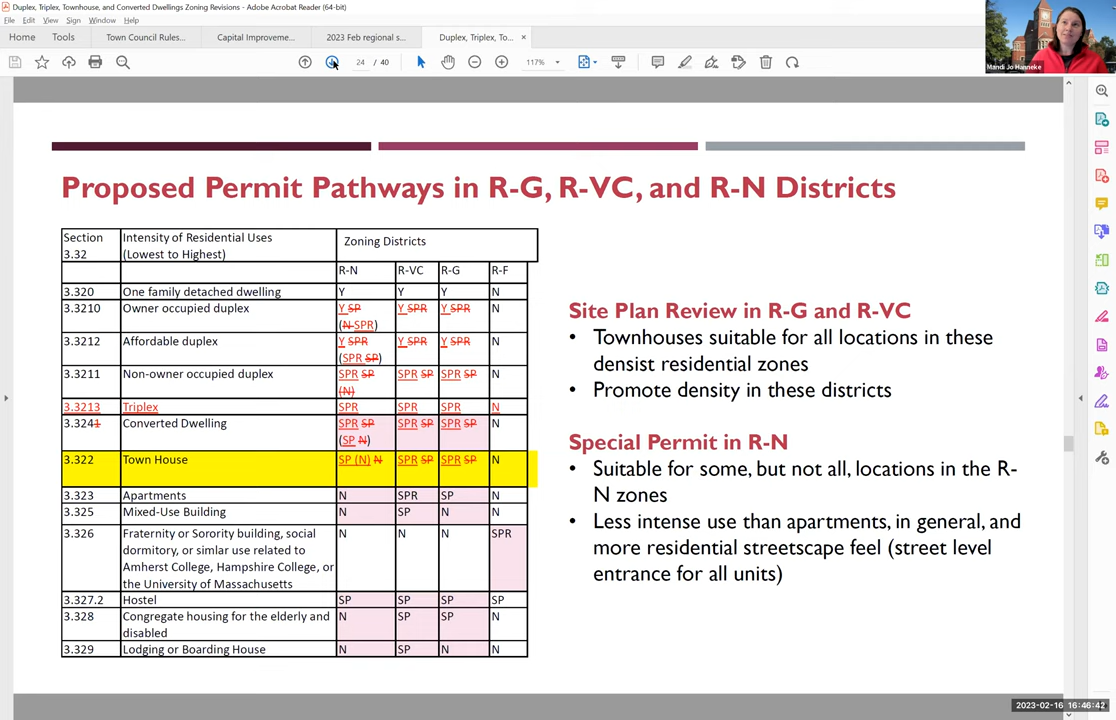 Duplex, Triplex, Townhouse, and Converted Dwellings Zoning Revisions - Adobe Acrobat Reader (64-bit)
File Edit View Sign Window Help
Home Tools Town Council Rules... Capital Improveme... 2023 Feb regional s... Duplex, Triplex, To... ×
24 / 40 117%
Mandi Jo Hanneke
Proposed Permit Pathways in R-G, R-VC, and R-N Districts
Section 3.32 Intensity of Residential Uses (Lowest to Highest) Zoning Districts
R-N R-VC R-G R-F
3.320 One family detached dwelling Y Y Y N
3.3210 Owner occupied duplex Y SP (N SPR) Y SPR Y SPR N
3.3212 Affordable duplex Y SPR (SPR SP) Y SPR Y SPR N
3.3211 Non-owner occupied duplex SPR SP (N) SPR SP SPR SP N
3.3213 Triplex SPR SPR SPR N
3.3241 Converted Dwelling SPR SP (SP N) SPR SP SPR SP N
3.322 Town House SP (N) N SPR SP SPR SP N
3.323 Apartments N SPR SP N
3.325 Mixed-Use Building N SP N N
3.326 Fraternity or Sorority building, social dormitory, or simlar use related to Amherst College, Hampshire College, or the University of Massachusetts N N N SPR
3.327.2 Hostel SP SP SP SP
3.328 Congregate housing for the elderly and disabled N SP SP N
3.329 Lodging or Boarding House N SP N N
Site Plan Review in R-G and R-VC
• Townhouses suitable for all locations in these
densist residential zones
• Promote density in these districts
Special Permit in R-N
• Suitable for some, but not all, locations in the R-
N zones
• Less intense use than apartments, in general, and
more residential streetscape feel (street level
entrance for all units)
2023-02-16 16:46:42